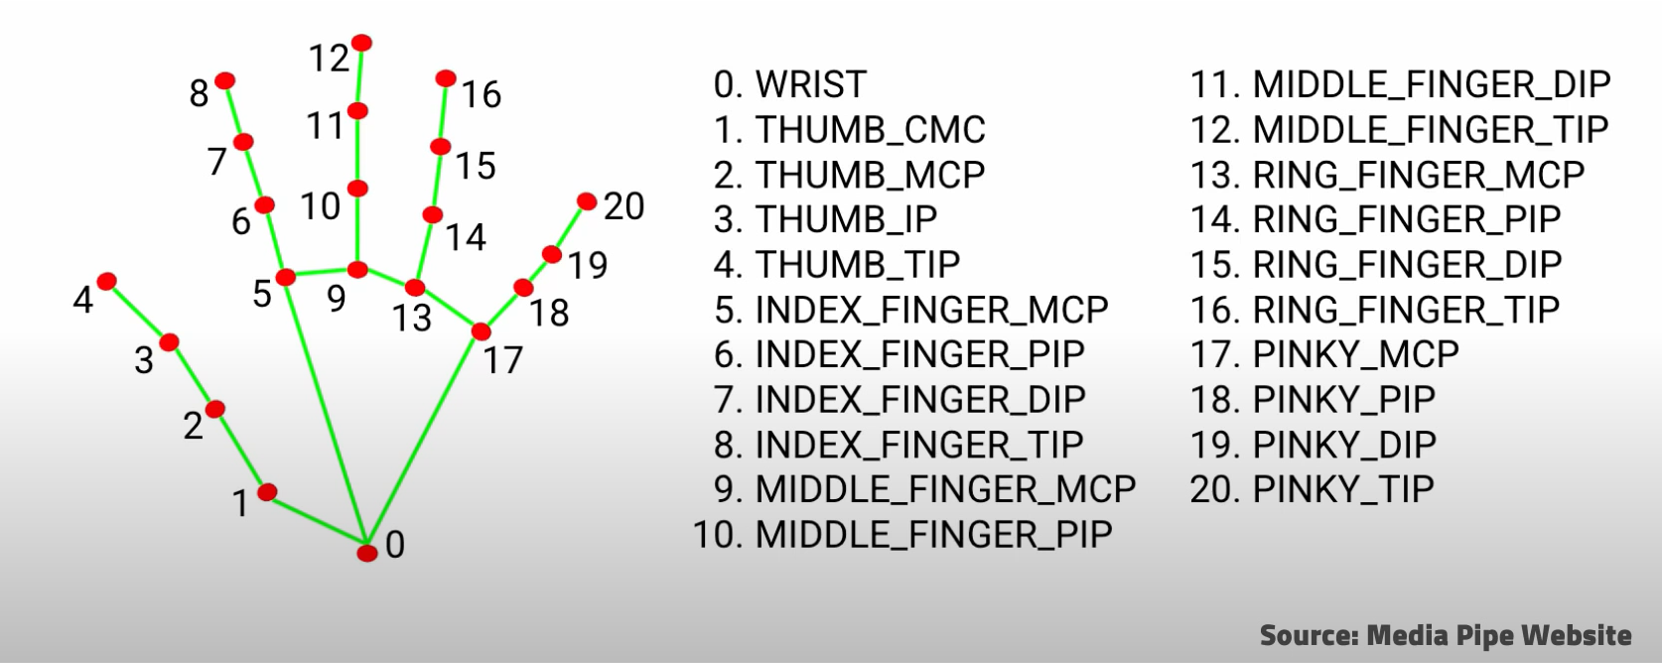 12
8
16
11
7
15
10
6
20
14
19
4
5
9
13
18
3
17
2
1
0
0. WRIST
1. THUMB_CMC
2. THUMB_MCP
3. THUMB_IP
4. THUMB_TIP
5. INDEX_FINGER_MCP
6. INDEX_FINGER_PIP
7. INDEX_FINGER_DIP
8. INDEX_FINGER_TIP
9. MIDDLE_FINGER_MCP
10. MIDDLE_FINGER_PIP
11. MIDDLE_FINGER_DIP
12. MIDDLE_FINGER_TIP
13. RING_FINGER_MCP
14. RING_FINGER_PIP
15. RING_FINGER_DIP
16. RING_FINGER_TIP
17. PINKY_MCP
18. PINKY_PIP
19. PINKY_DIP
20. PINKY_TIP
Source: Media Pipe Website